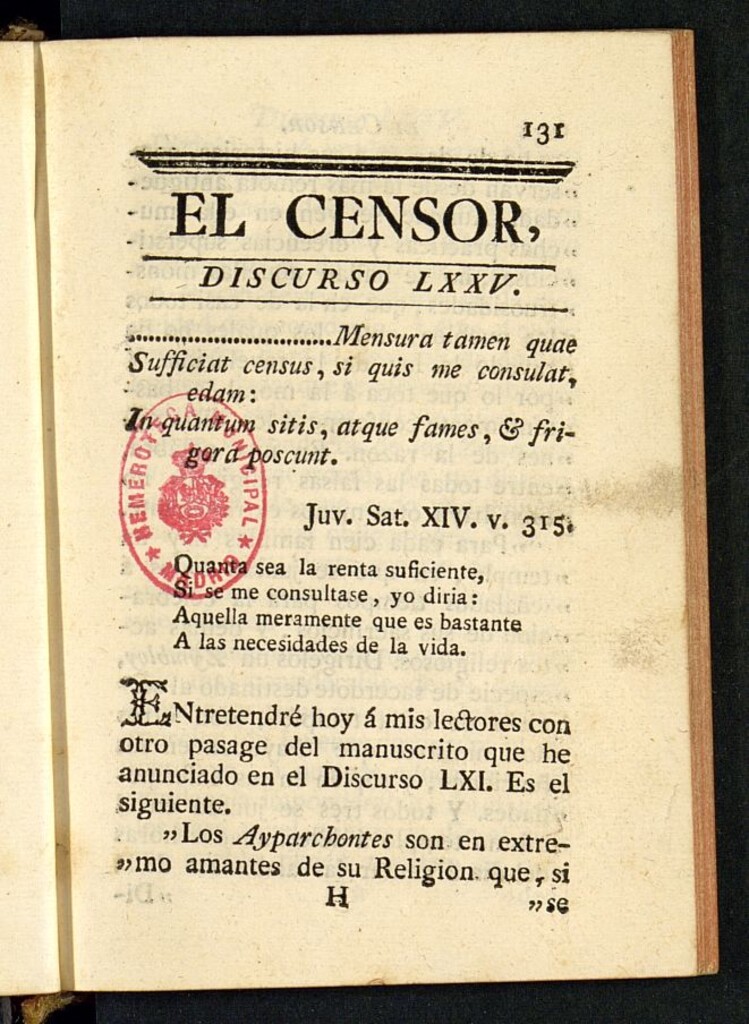 131
EL CENSOR,
DISCURSO LXXV.
..............................Mensura tamen quae
Sufficiat census, si quis me consulat,
edam:
In quantum sitis, atque fames, & fri-
gora poscunt.
HEMEROTECA MUNICIPAL
★ MADRID ★
Juv. Sat. XIV. v. 315.
Quanta sea la renta suficiente,
Si se me consultase, yo diria:
Aquella meramente que es bastante
A las necesidades de la vida.
ENtretendré hoy á mis lectores con
otro pasage del manuscrito que he
anunciado en el Discurso LXI. Es el
siguiente.
„Los Ayparchontes son en extre-
„mo amantes de su Religion que, si
H
„se